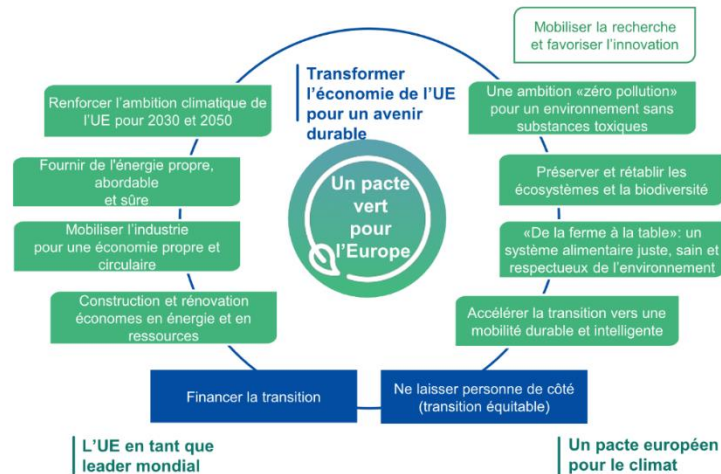 Mobiliser la recherche
et favoriser l'innovation
Transformer
l'économie de l'UE
pour un avenir
durable
Renforcer l'ambition climatique de
l'UE pour 2030 et 2050
Une ambition «zéro pollution»
pour un environnement sans
substances toxiques
Fournir de l'énergie propre,
abordable
et sûre
Préserver et rétablir les
écosystèmes et la biodiversité
Un pacte
vert
pour
l'Europe
Mobiliser l'industrie
pour une économie propre et
circulaire
«De la ferme à la table»: un
système alimentaire juste, sain et
respectueux de l'environnement
Construction et rénovation
économes en énergie et en
ressources
Accélérer la transition vers une
mobilité durable et intelligente
Financer la transition
Ne laisser personne de côté
(transition équitable)
L'UE en tant que
leader mondial
Un pacte européen
pour le climat